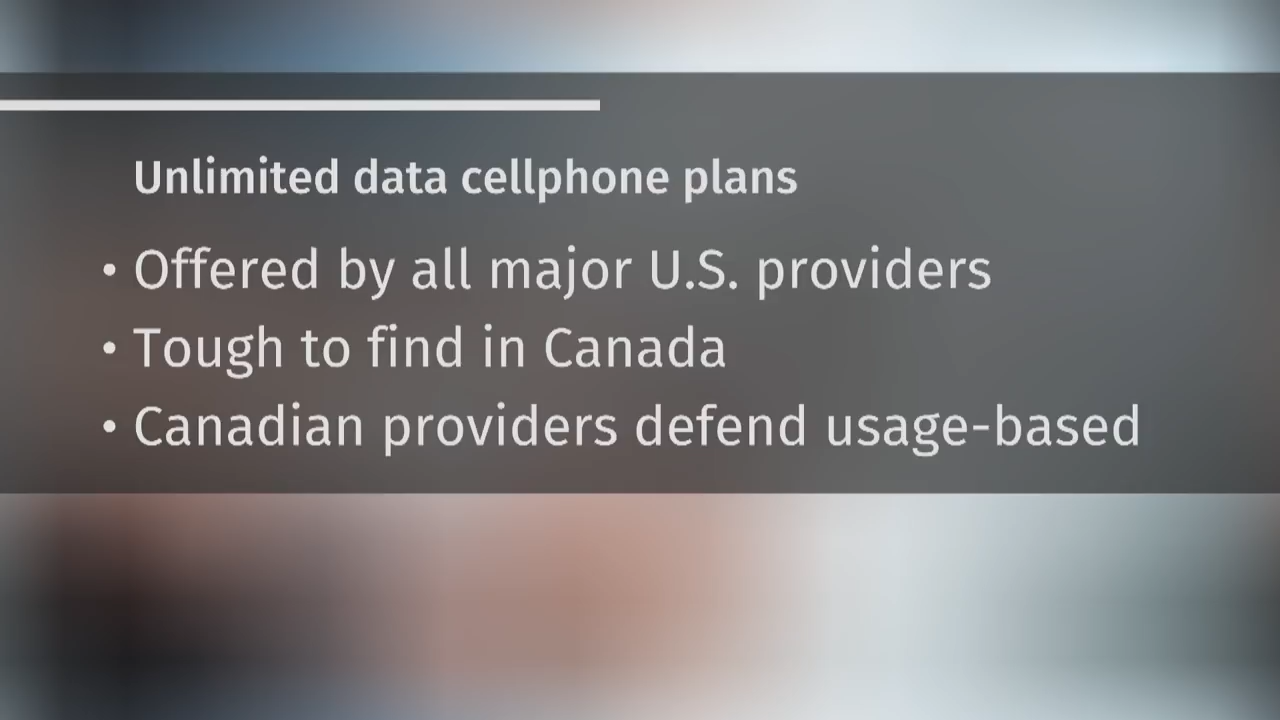 Unlimited data cellphone plans
• Offered by all major U.S. providers
• Tough to find in Canada
• Canadian providers defend usage-based